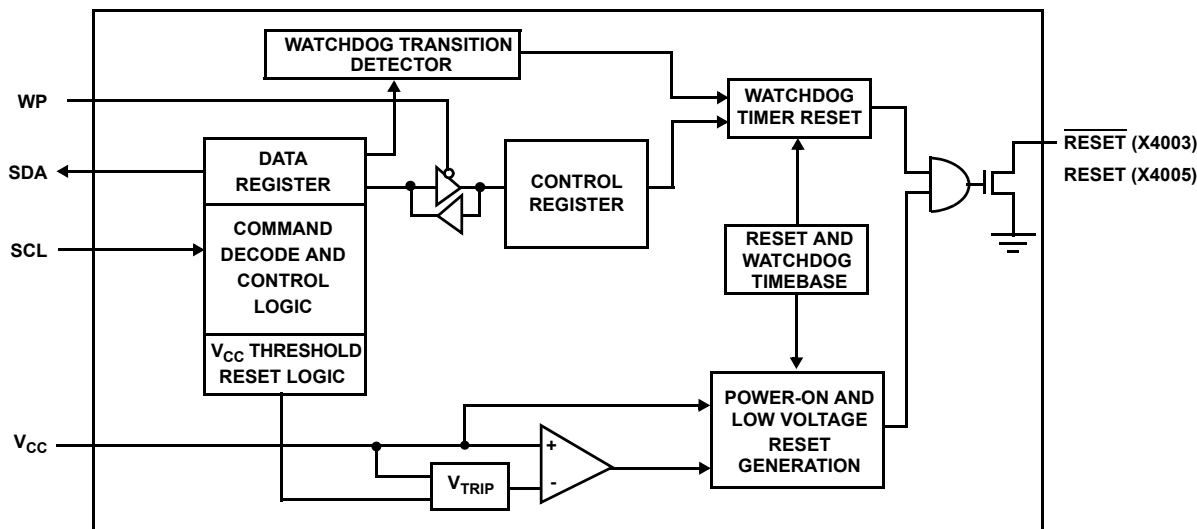 WATCHDOG TRANSITION
DETECTOR
WP
WATCHDOG
TIMER RESET
RESET (X4003)
RESET (X4005)
SDA
DATA
REGISTER
CONTROL
REGISTER
SCL
COMMAND
DECODE AND
CONTROL
LOGIC
RESET AND
WATCHDOG
TIMEBASE
VCC THRESHOLD
RESET LOGIC
POWER-ON AND
LOW VOLTAGE
RESET
GENERATION
VCC
+
-
VTRIP